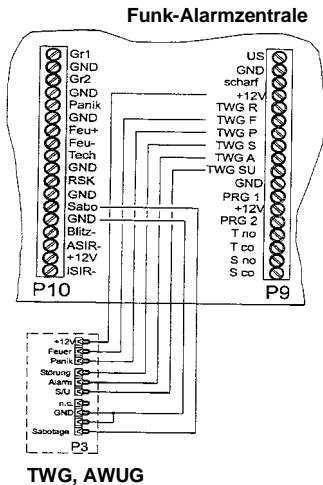 Funk-Alarmzentrale
Gr1
GND
Gr2
GND
Panik
GND
Feu+
Feu-
Tech
GND
RSK
GND
Sabo
GND
Blitz-
ASIR-
+12V
ISIR-
P10
US
GND
scharf
+12V
TWG R
TWG F
TWG P
TWG S
TWG A
TWG SU
GND
PRG 1
+12V
PRG 2
T no
T co
S no
S co
P9
+12V
Feuer
Panik
Störung
Alarm
S/U
n.c.
GND
Sabotage
P3
TWG, AWUG